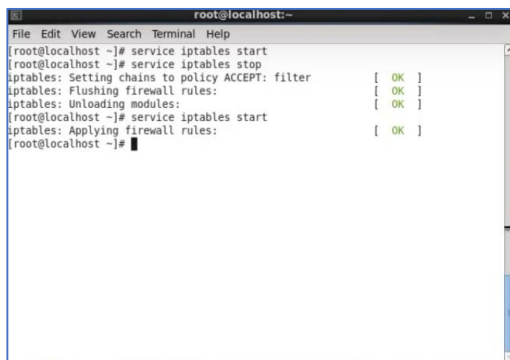 root@localhost:~
File Edit View Search Terminal Help
[root@localhost ~]# service iptables start
[root@localhost ~]# service iptables stop
iptables: Setting chains to policy ACCEPT: filter [ OK ]
iptables: Flushing firewall rules: [ OK ]
iptables: Unloading modules: [ OK ]
[root@localhost ~]# service iptables start
iptables: Applying firewall rules: [ OK ]
[root@localhost ~]#